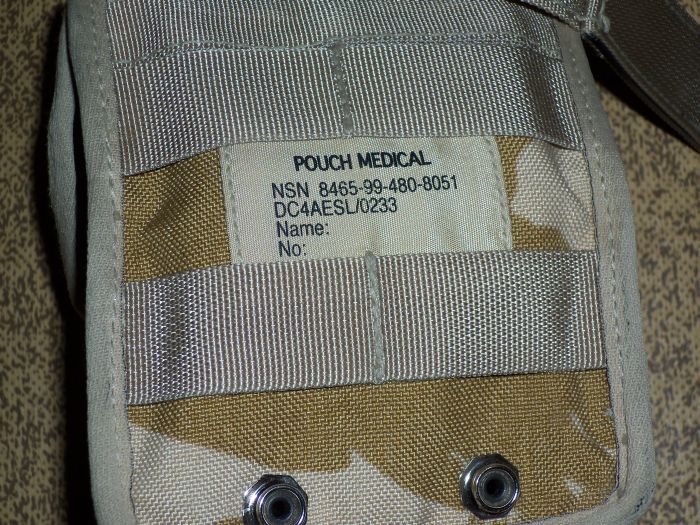 POUCH MEDICAL
NSN 8465-99-480-8051
DC4AESL/0233
Name:
No: